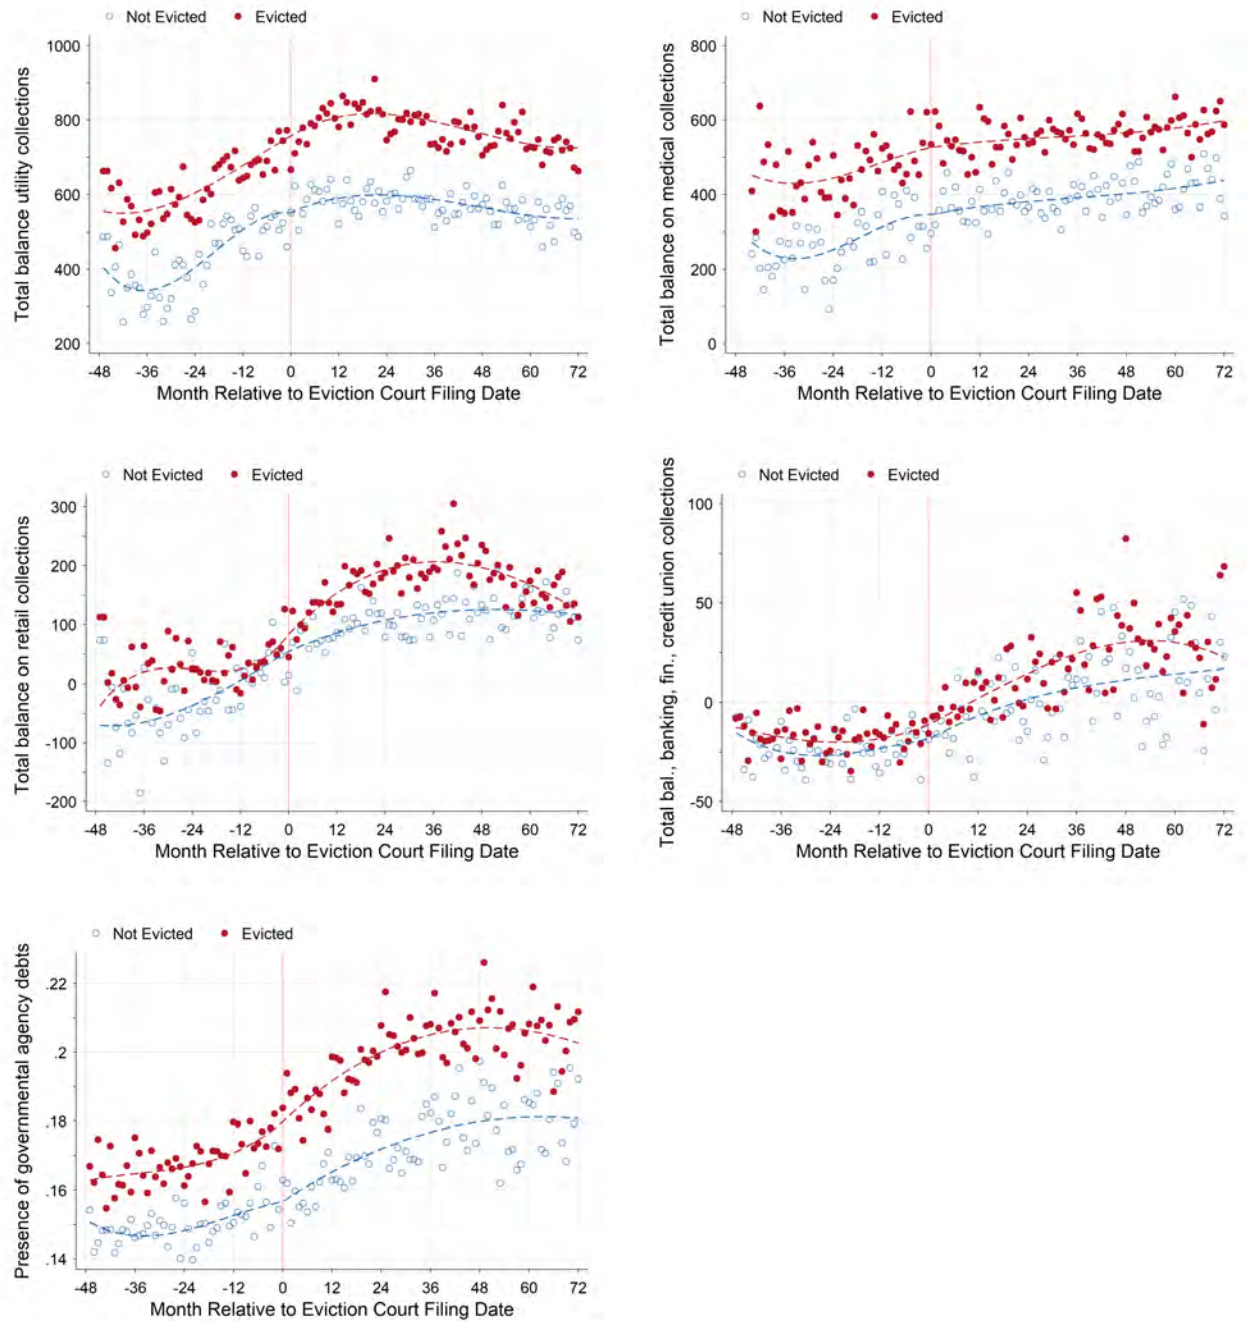 Not Evicted Evicted
Total balance utility collections
1000
800
600
400
200
-48 -36 -24 -12 0 12 24 36 48 60 72
Month Relative to Eviction Court Filing Date
Not Evicted Evicted
Total balance on medical collections
800
600
400
200
0
-48 -36 -24 -12 0 12 24 36 48 60 72
Month Relative to Eviction Court Filing Date
Not Evicted Evicted
Total balance on retail collections
300
200
100
0
-100
-200
-48 -36 -24 -12 0 12 24 36 48 60 72
Month Relative to Eviction Court Filing Date
Not Evicted Evicted
Total bal., banking, fin., credit union collections
100
50
0
-50
-48 -36 -24 -12 0 12 24 36 48 60 72
Month Relative to Eviction Court Filing Date
Not Evicted Evicted
Presence of governmental agency debts
.22
.2
.18
.16
.14
-48 -36 -24 -12 0 12 24 36 48 60 72
Month Relative to Eviction Court Filing Date